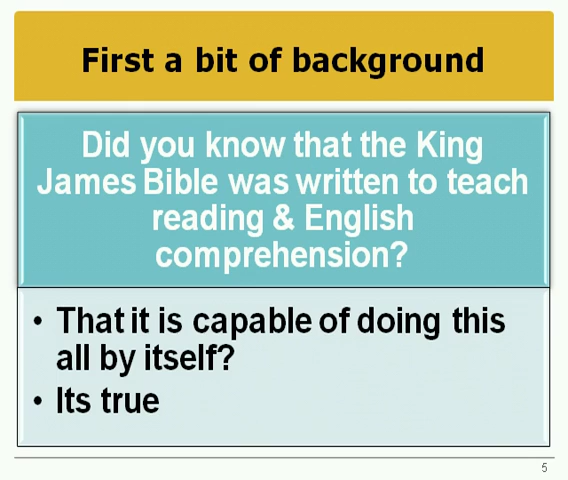 First a bit of background
Did you know that the King
James Bible was written to teach
reading & English
comprehension?
• That it is capable of doing this
all by itself?
• Its true
5